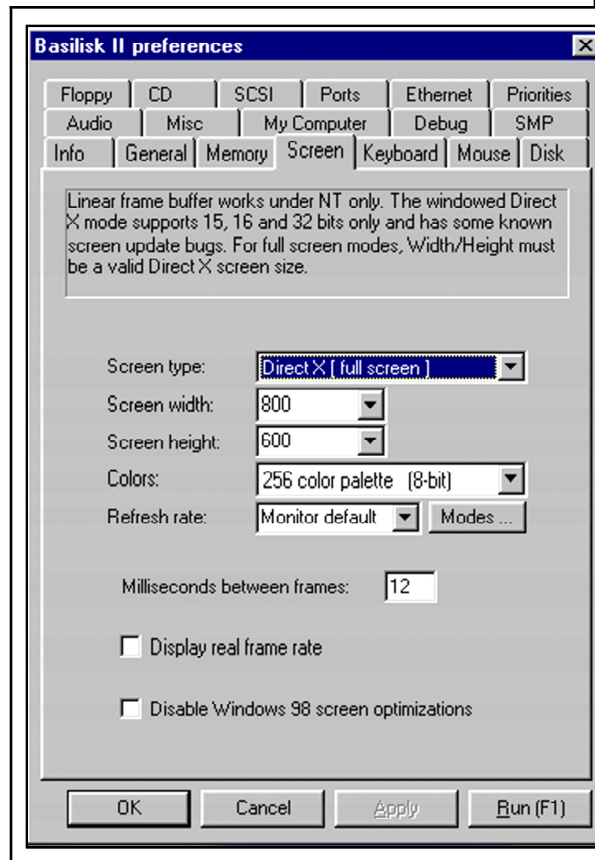 Basilisk II preferences
Floppy CD SCSI Ports Ethernet Priorities
Audio Misc My Computer Debug SMP
Info General Memory Screen Keyboard Mouse Disk
Linear frame buffer works under NT only. The windowed Direct
X mode supports 15, 16 and 32 bits only and has some known
screen update bugs. For full screen modes, Width/Height must
be a valid Direct X screen size.
Screen type: Direct X [ full screen ]
Screen width: 800
Screen height: 600
Colors: 256 color palette (8-bit)
Refresh rate: Monitor default Modes ...
Milliseconds between frames: 12
Display real frame rate
Disable Windows 98 screen optimizations
OK Cancel Apply Run (F1)